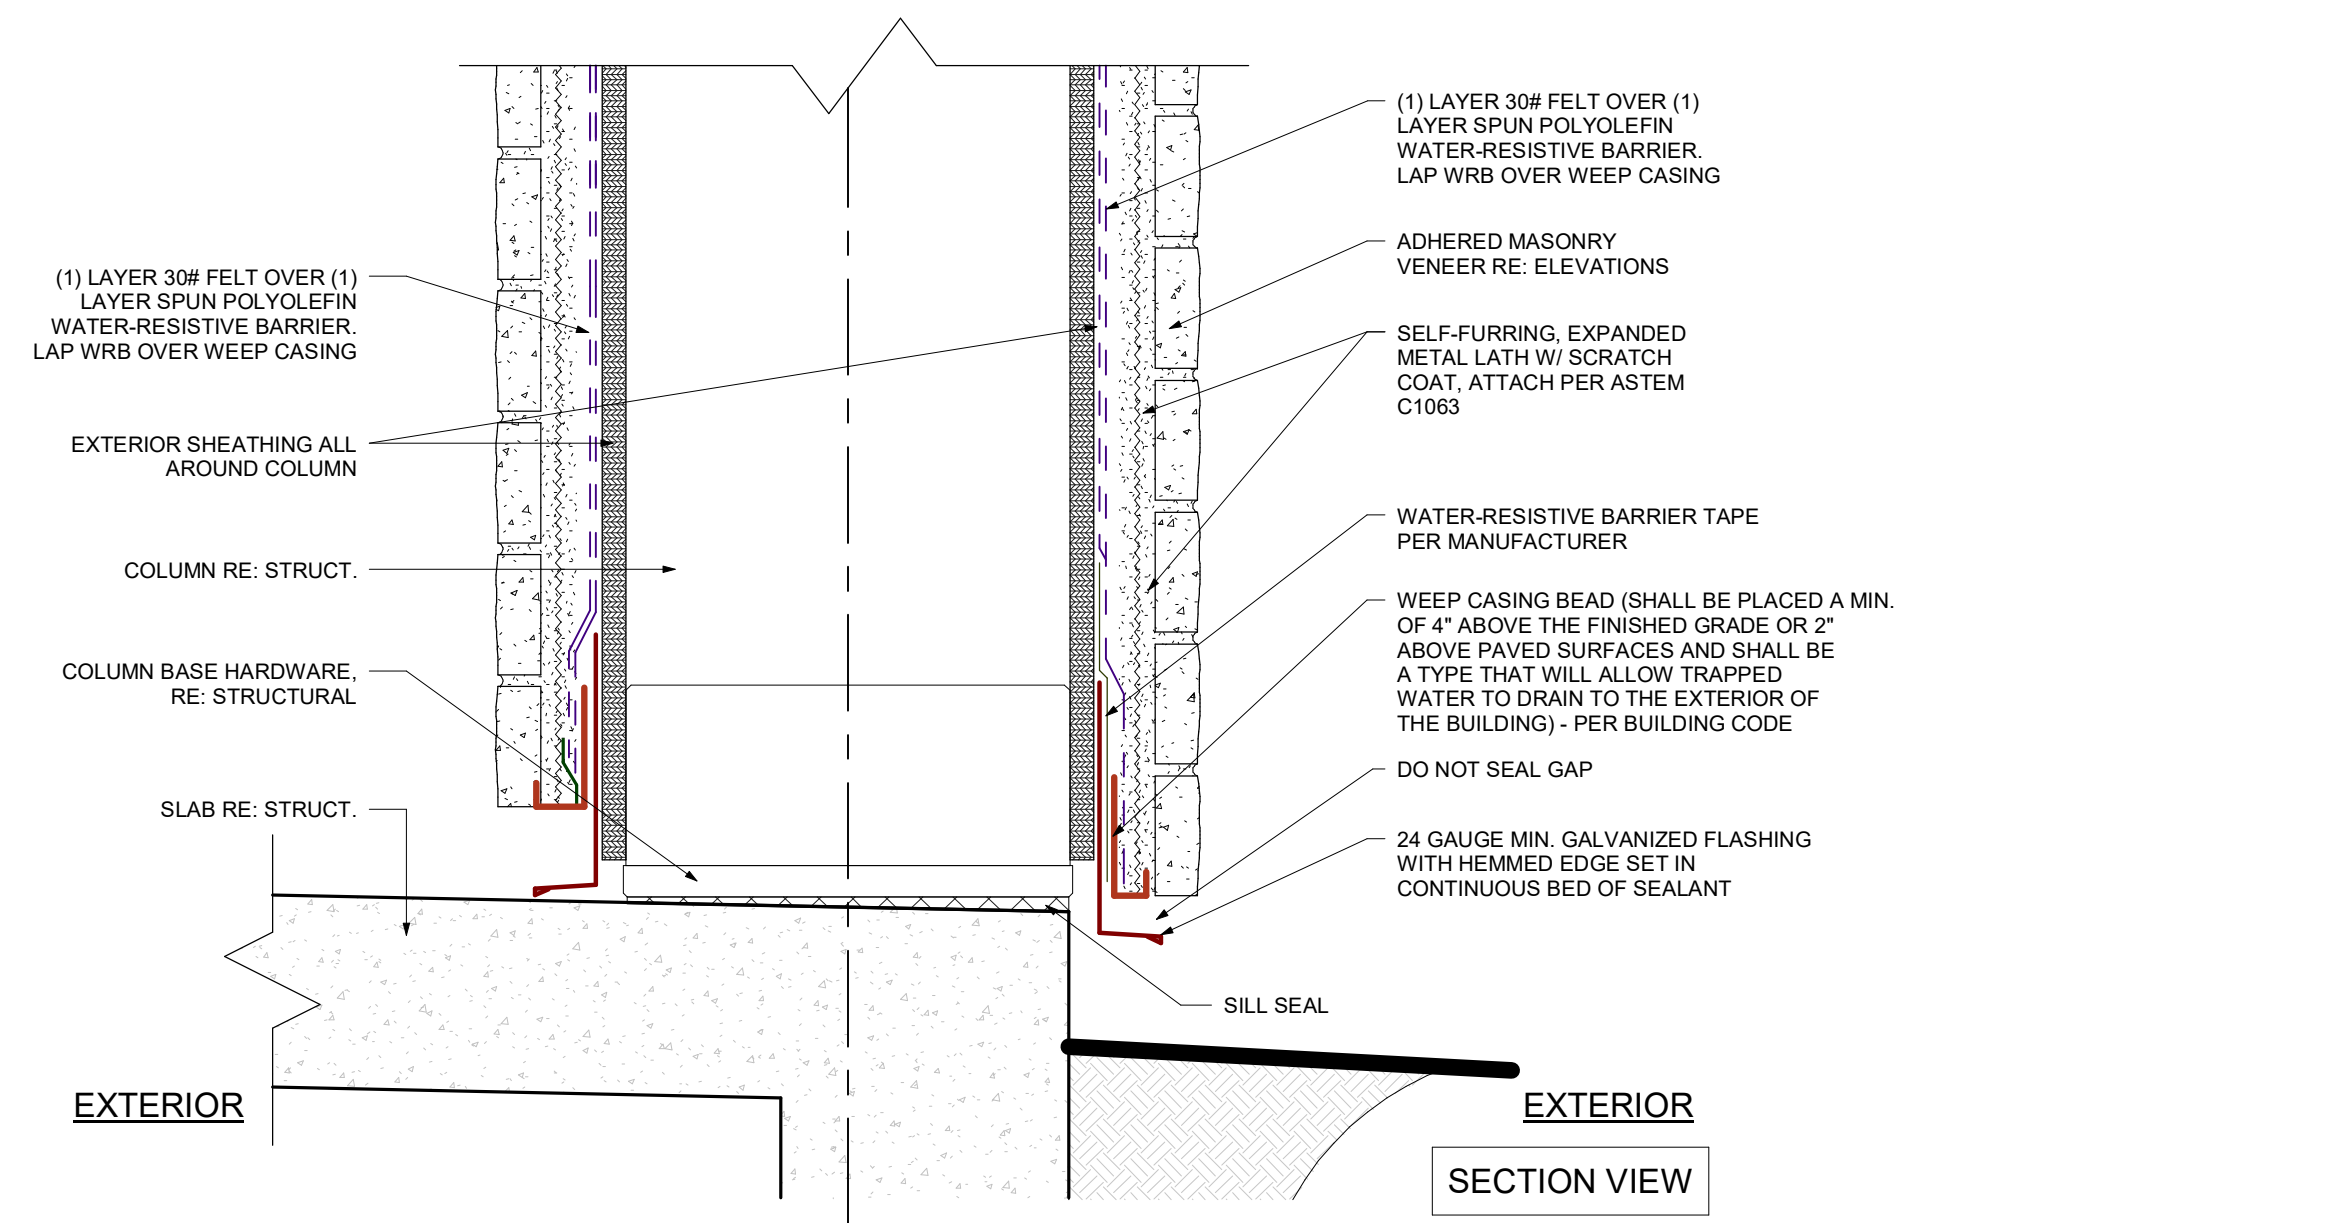 (1) LAYER 30# FELT OVER (1)
LAYER SPUN POLYOLEFIN
WATER-RESISTIVE BARRIER.
LAP WRB OVER WEEP CASING
EXTERIOR SHEATHING ALL
AROUND COLUMN
COLUMN RE: STRUCT.
COLUMN BASE HARDWARE,
RE: STRUCTURAL
SLAB RE: STRUCT.
EXTERIOR
(1) LAYER 30# FELT OVER (1)
LAYER SPUN POLYOLEFIN
WATER-RESISTIVE BARRIER.
LAP WRB OVER WEEP CASING
ADHERED MASONRY
VENEER RE: ELEVATIONS
SELF-FURRING, EXPANDED
METAL LATH W/ SCRATCH
COAT, ATTACH PER ASTEM
C1063
WATER-RESISTIVE BARRIER TAPE
PER MANUFACTURER
WEEP CASING BEAD (SHALL BE PLACED A MIN.
OF 4" ABOVE THE FINISHED GRADE OR 2"
ABOVE PAVED SURFACES AND SHALL BE
A TYPE THAT WILL ALLOW TRAPPED
WATER TO DRAIN TO THE EXTERIOR OF
THE BUILDING) - PER BUILDING CODE
DO NOT SEAL GAP
24 GAUGE MIN. GALVANIZED FLASHING
WITH HEMMED EDGE SET IN
CONTINUOUS BED OF SEALANT
SILL SEAL
EXTERIOR
SECTION VIEW